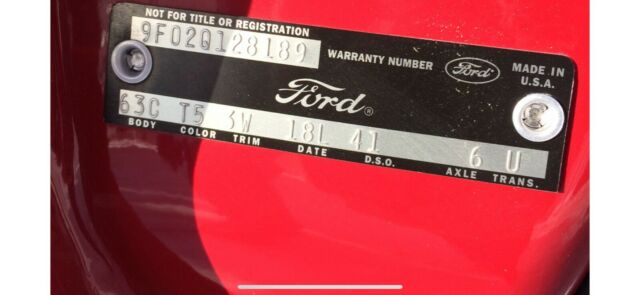 NOT FOR TITLE OR REGISTRATION
9F02Q128189
WARRANTY NUMBER
Ford
MADE IN
U.S.A.
Ford®
63C T5 3W 18L 41 6 U
BODY COLOR TRIM DATE D.S.O. AXLE TRANS.